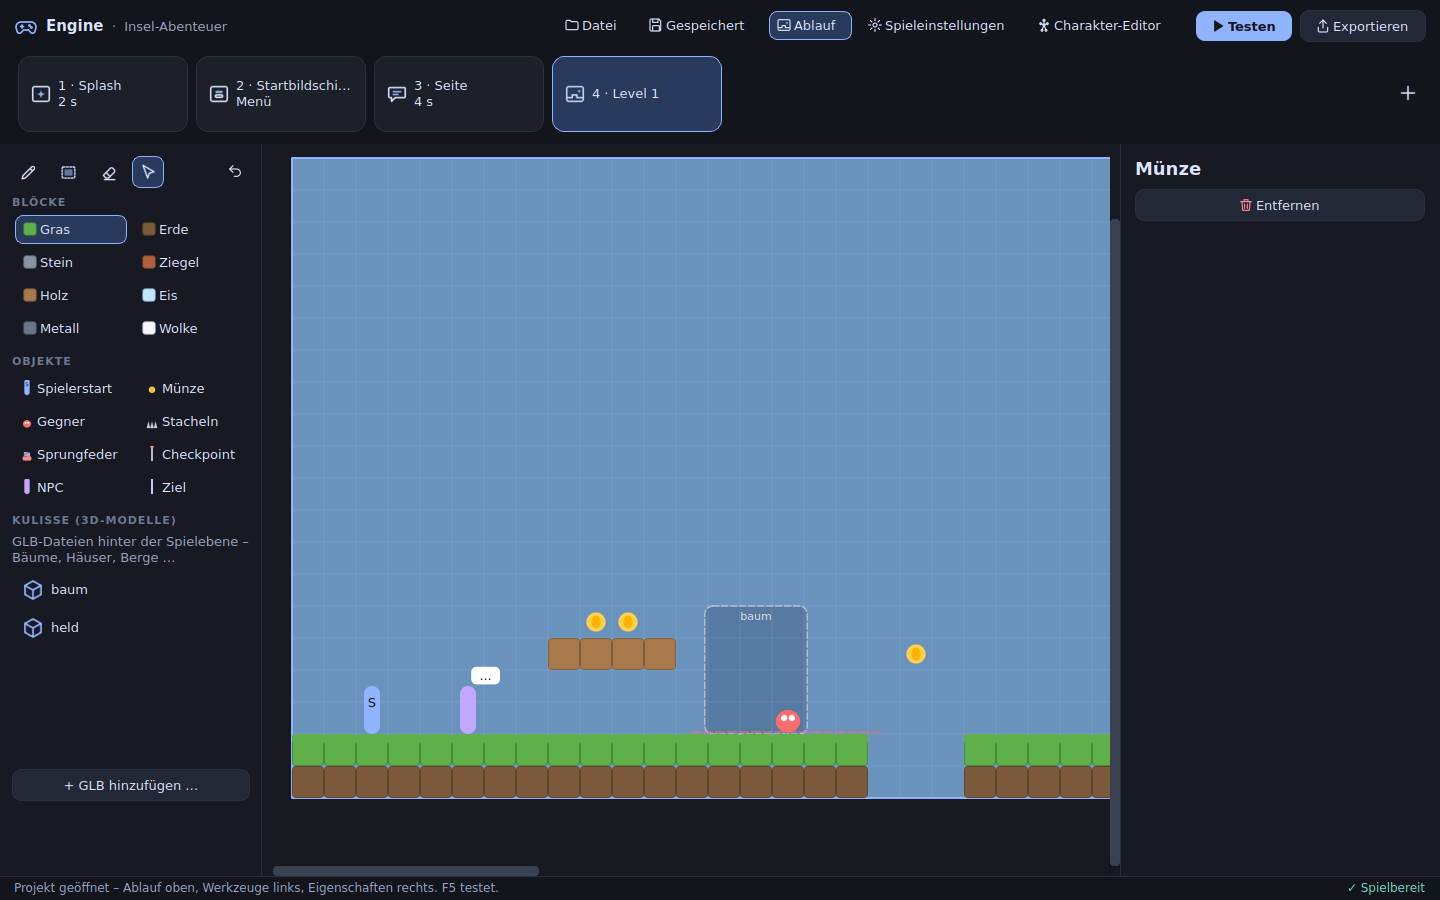 Engine · Insel-Abenteuer
Datei
Gespeichert
Ablauf
Spieleinstellungen
Charakter-Editor
Testen
Exportieren
1 · Splash
2 s
2 · Startbildschi…
Menü
3 · Seite
4 s
4 · Level 1
+
BLÖCKE
Gras
Erde
Stein
Ziegel
Holz
Eis
Metall
Wolke
OBJEKTE
Spielerstart
Münze
Gegner
Stacheln
Sprungfeder
Checkpoint
NPC
Ziel
KULISSE (3D-MODELLE)
GLB-Dateien hinter der Spielebene –
Bäume, Häuser, Berge …
baum
held
+ GLB hinzufügen …
baum
...
S
Münze
Entfernen
Projekt geöffnet – Ablauf oben, Werkzeuge links, Eigenschaften rechts. F5 testet.
✓ Spielbereit